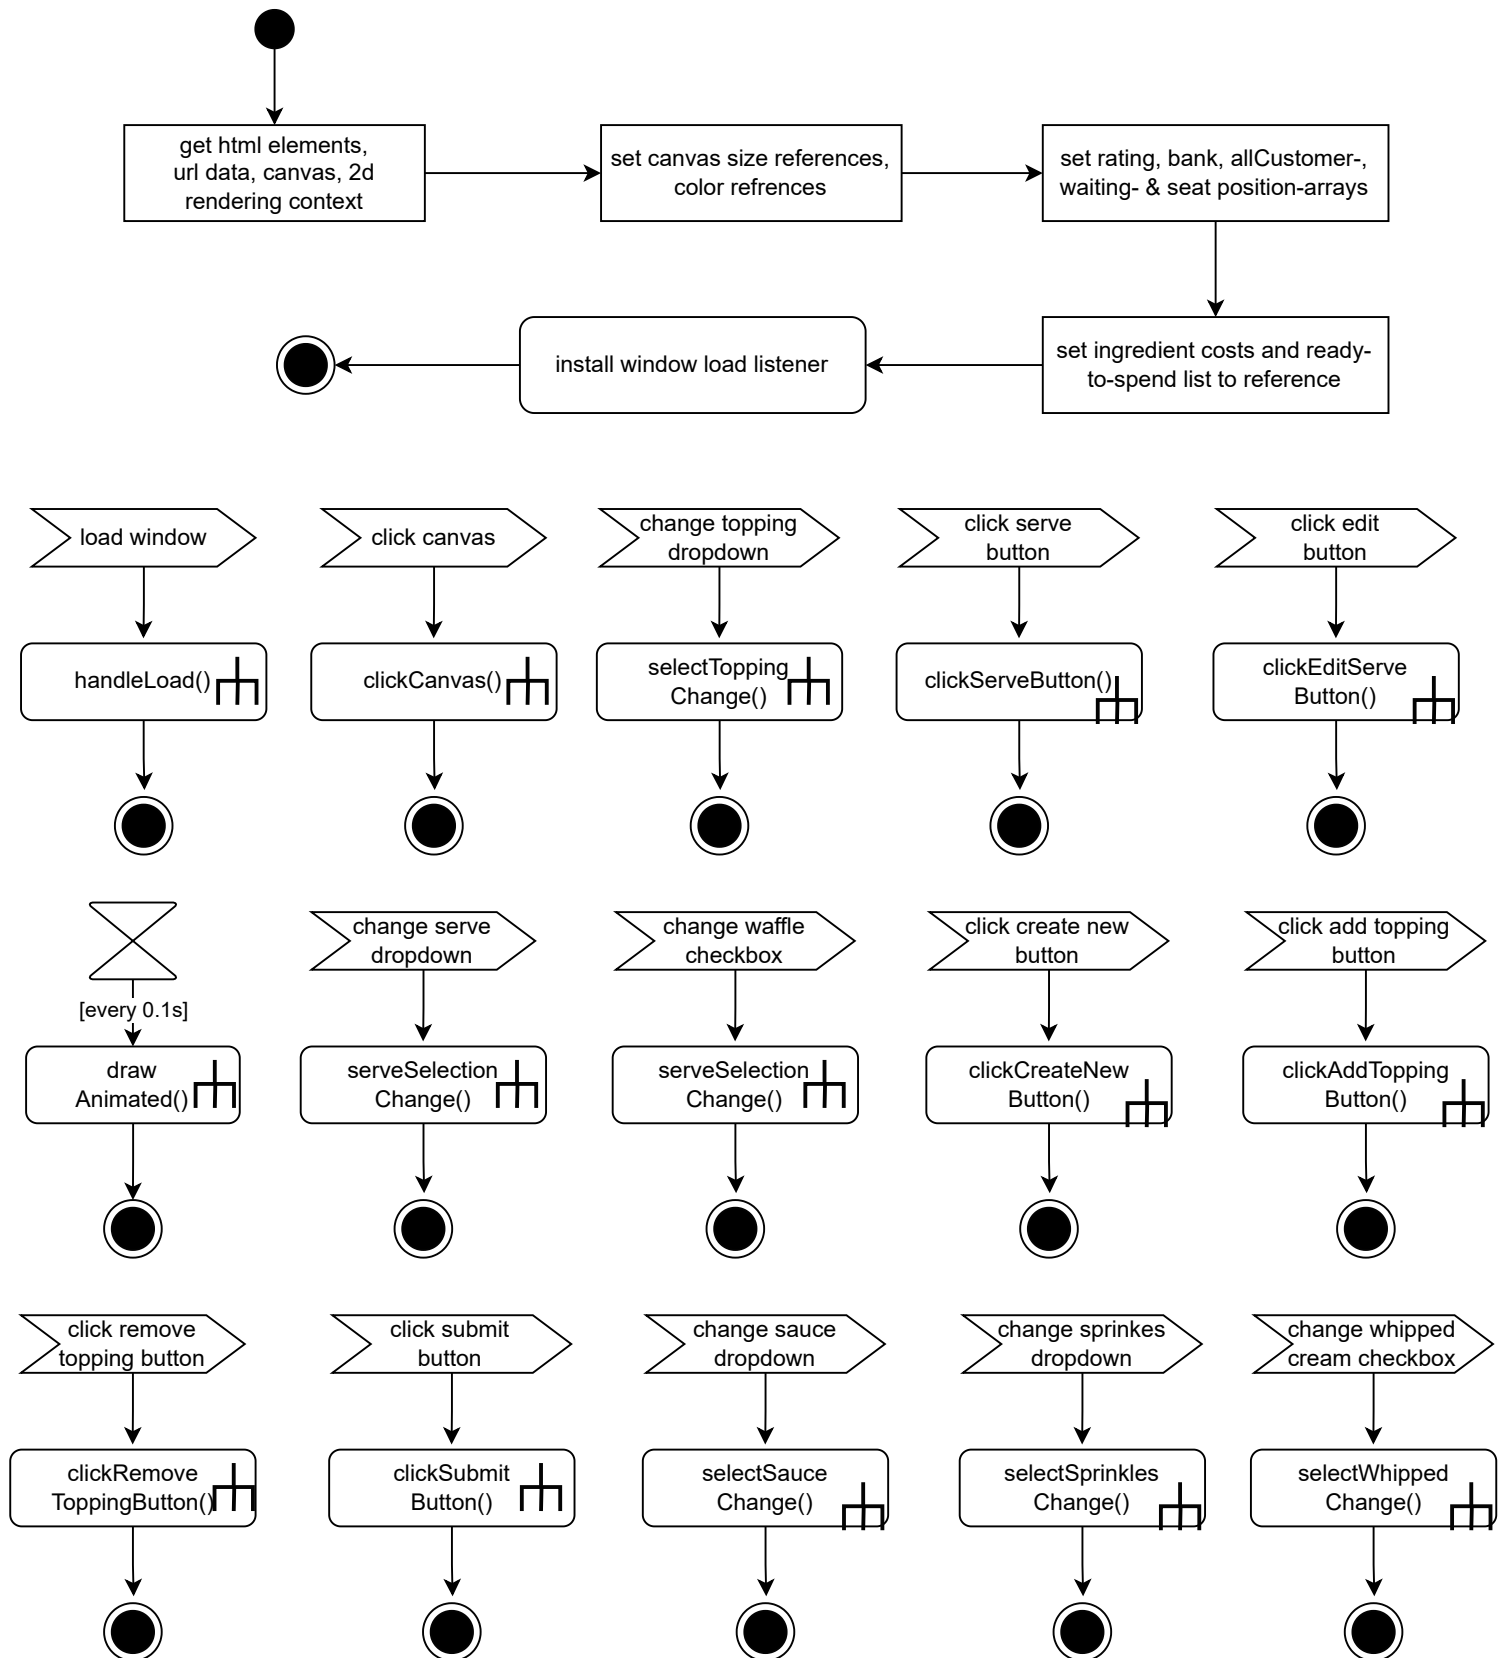 get html elements,
url data, canvas, 2d
rendering context
set canvas size references,
color refrences
set rating, bank, allCustomer-,
waiting- & seat position-arrays
install window load listener
set ingredient costs and ready-
to-spend list to reference
load window
click canvas
change topping
dropdown
click serve
button
click edit
button
handleLoad()
clickCanvas()
selectTopping
Change()
clickServeButton()
clickEditServe
Button()
[every 0.1s]
change serve
dropdown
change waffle
checkbox
click create new
button
click add topping
button
draw
Animated()
serveSelection
Change()
serveSelection
Change()
clickCreateNew
Button()
clickAddTopping
Button()
click remove
topping button
click submit
button
change sauce
dropdown
change sprinkes
dropdown
change whipped
cream checkbox
clickRemove
ToppingButton()
clickSubmit
Button()
selectSauce
Change()
selectSprinkles
Change()
selectWhipped
Change()